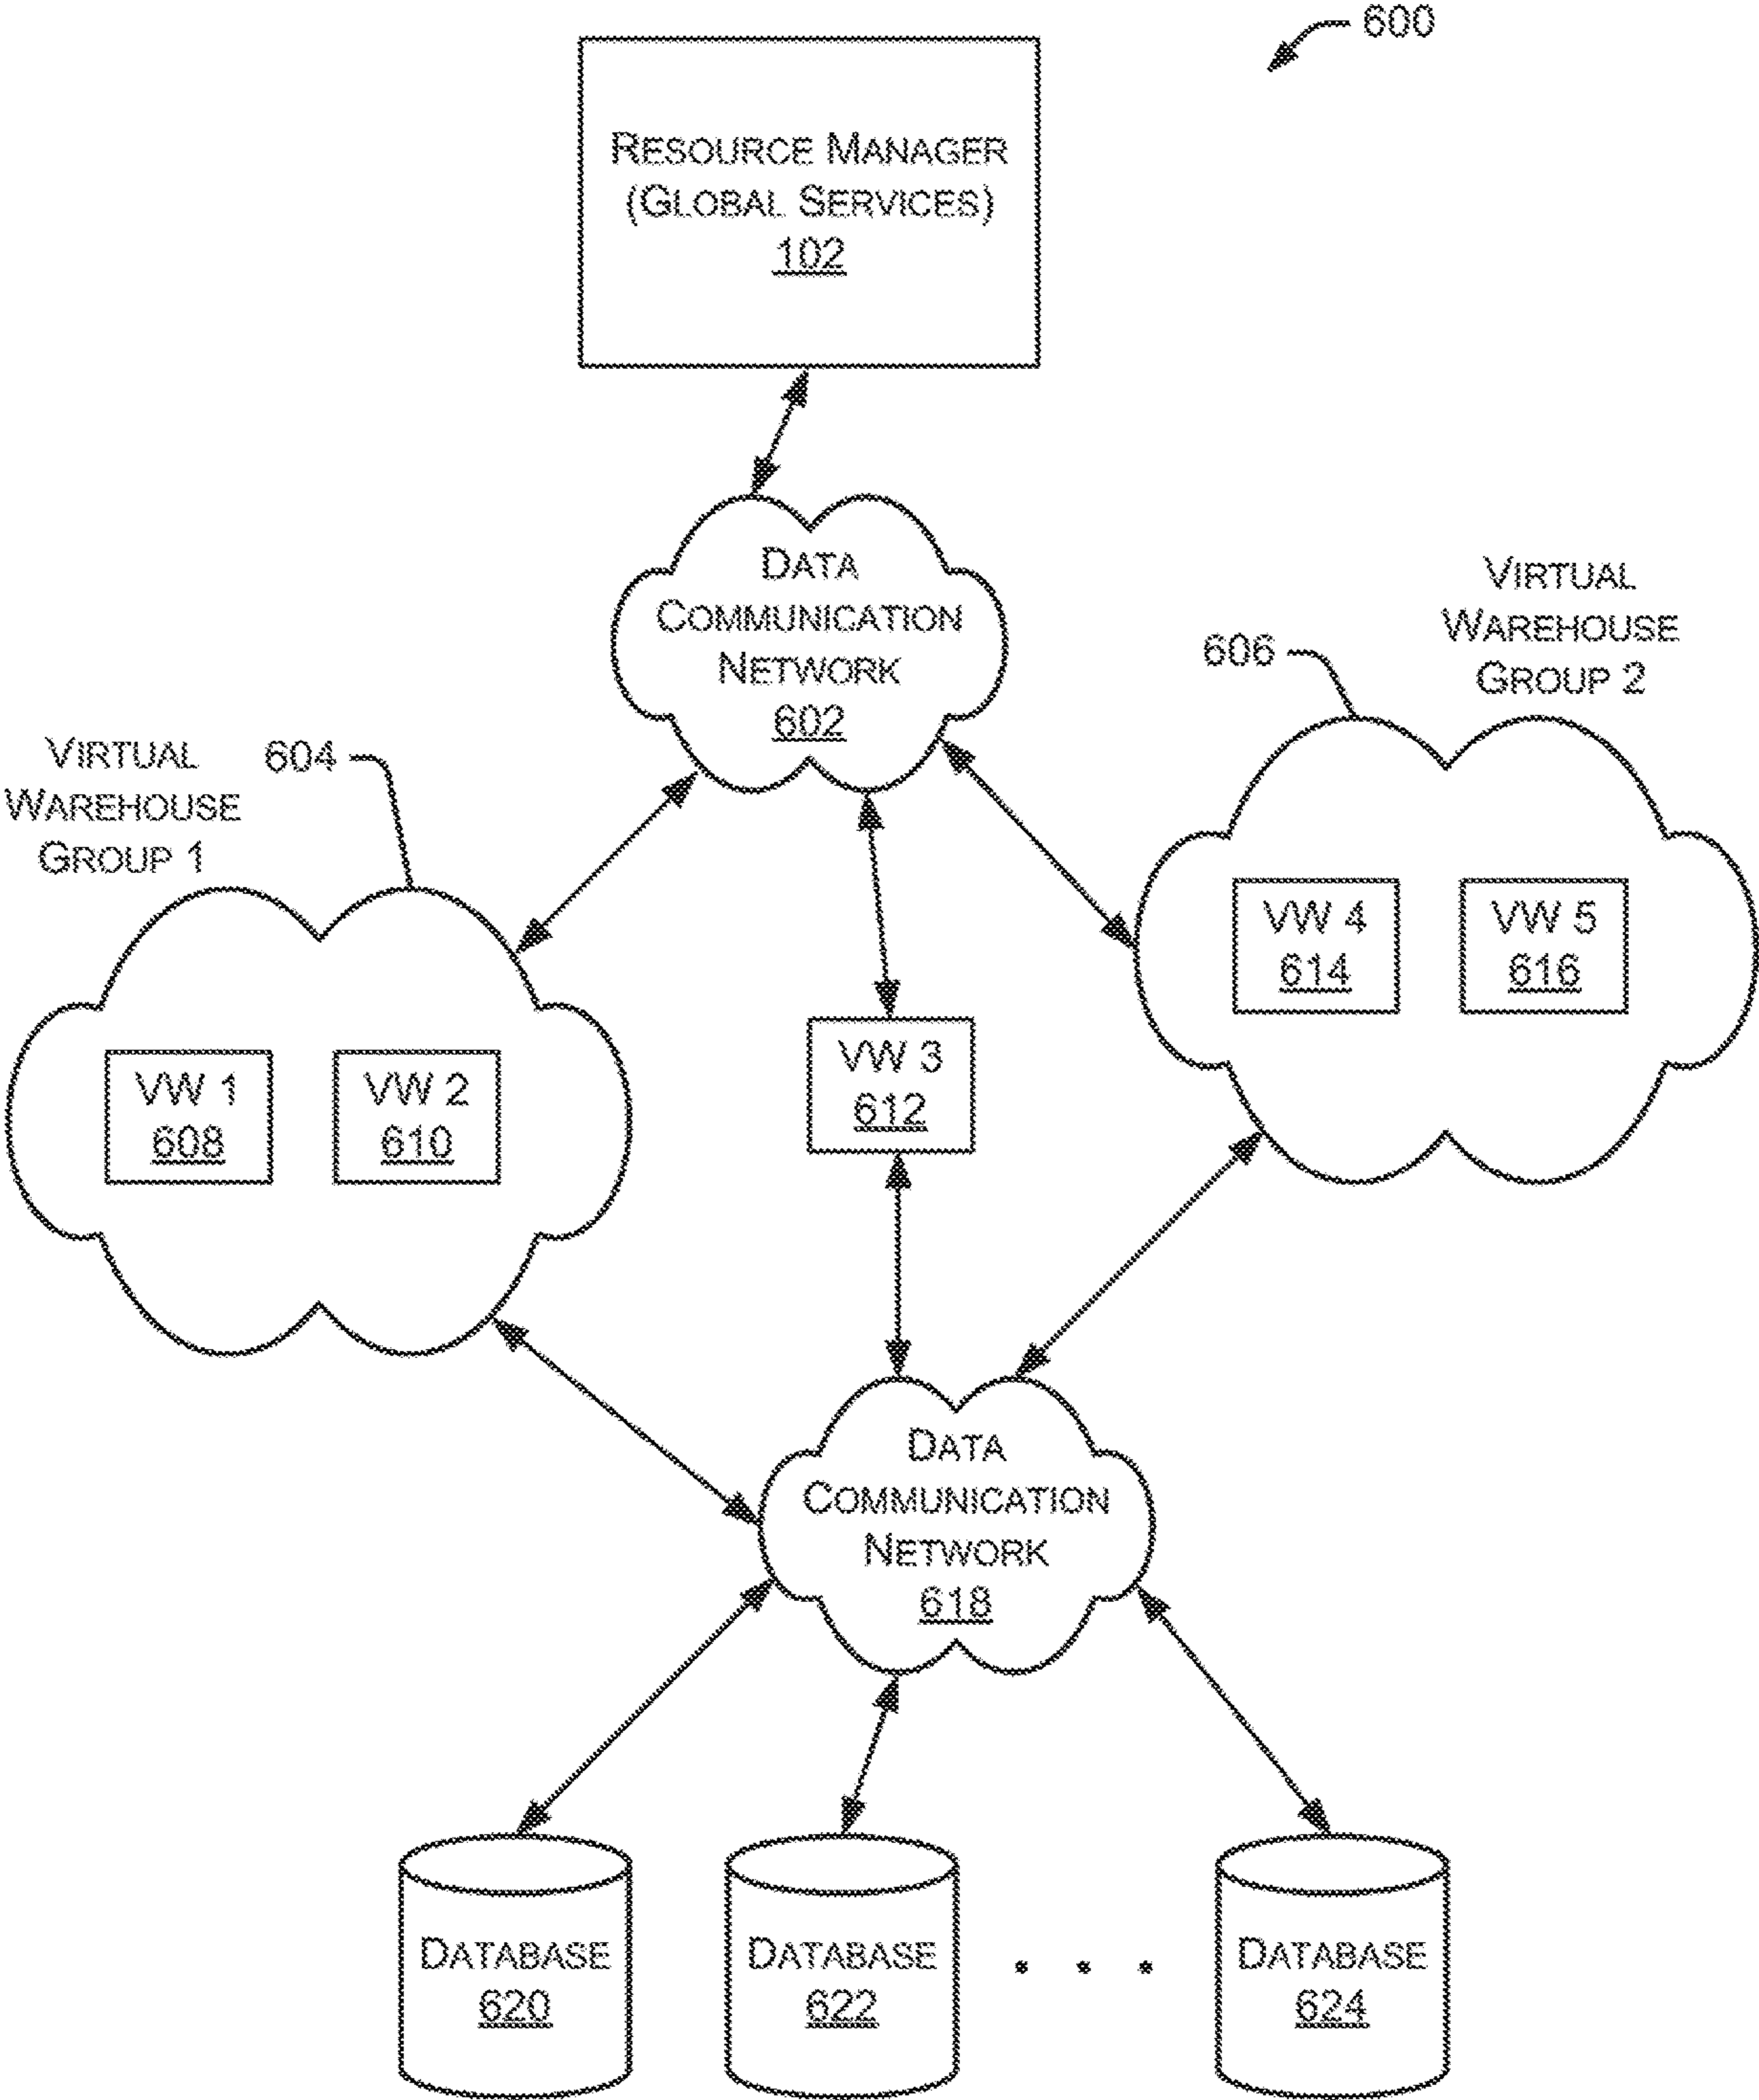 600
RESOURCE MANAGER
(GLOBAL SERVICES)
102
DATA
COMMUNICATION
NETWORK
602
VIRTUAL
WAREHOUSE
GROUP 2
606
VIRTUAL
WAREHOUSE
GROUP 1
604
VW 4
614
VW 5
616
VW 3
612
VW 1
608
VW 2
610
DATA
COMMUNICATION
NETWORK
618
DATABASE
620
DATABASE
622
. . .
DATABASE
624